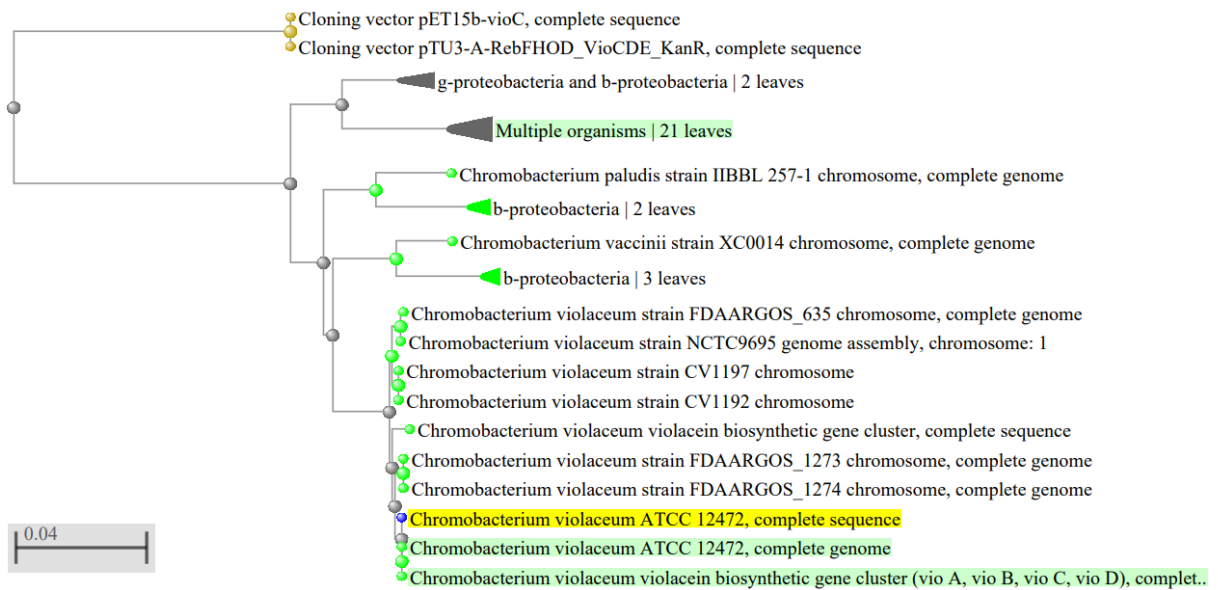 Cloning vector pET15b-vioC, complete sequence
Cloning vector pTU3-A-RebFHOD_VioCDE_KanR, complete sequence
g-proteobacteria and b-proteobacteria | 2 leaves
Multiple organisms | 21 leaves
Chromobacterium paludis strain IIBBL 257-1 chromosome, complete genome
b-proteobacteria | 2 leaves
Chromobacterium vaccinii strain XC0014 chromosome, complete genome
b-proteobacteria | 3 leaves
Chromobacterium violaceum strain FDAARGOS_635 chromosome, complete genome
Chromobacterium violaceum strain NCTC9695 genome assembly, chromosome: 1
Chromobacterium violaceum strain CV1197 chromosome
Chromobacterium violaceum strain CV1192 chromosome
Chromobacterium violaceum violacein biosynthetic gene cluster, complete sequence
Chromobacterium violaceum strain FDAARGOS_1273 chromosome, complete genome
Chromobacterium violaceum strain FDAARGOS_1274 chromosome, complete genome
Chromobacterium violaceum ATCC 12472, complete sequence
0.04
Chromobacterium violaceum ATCC 12472, complete genome
Chromobacterium violaceum violacein biosynthetic gene cluster (vio A, vio B, vio C, vio D), complet..